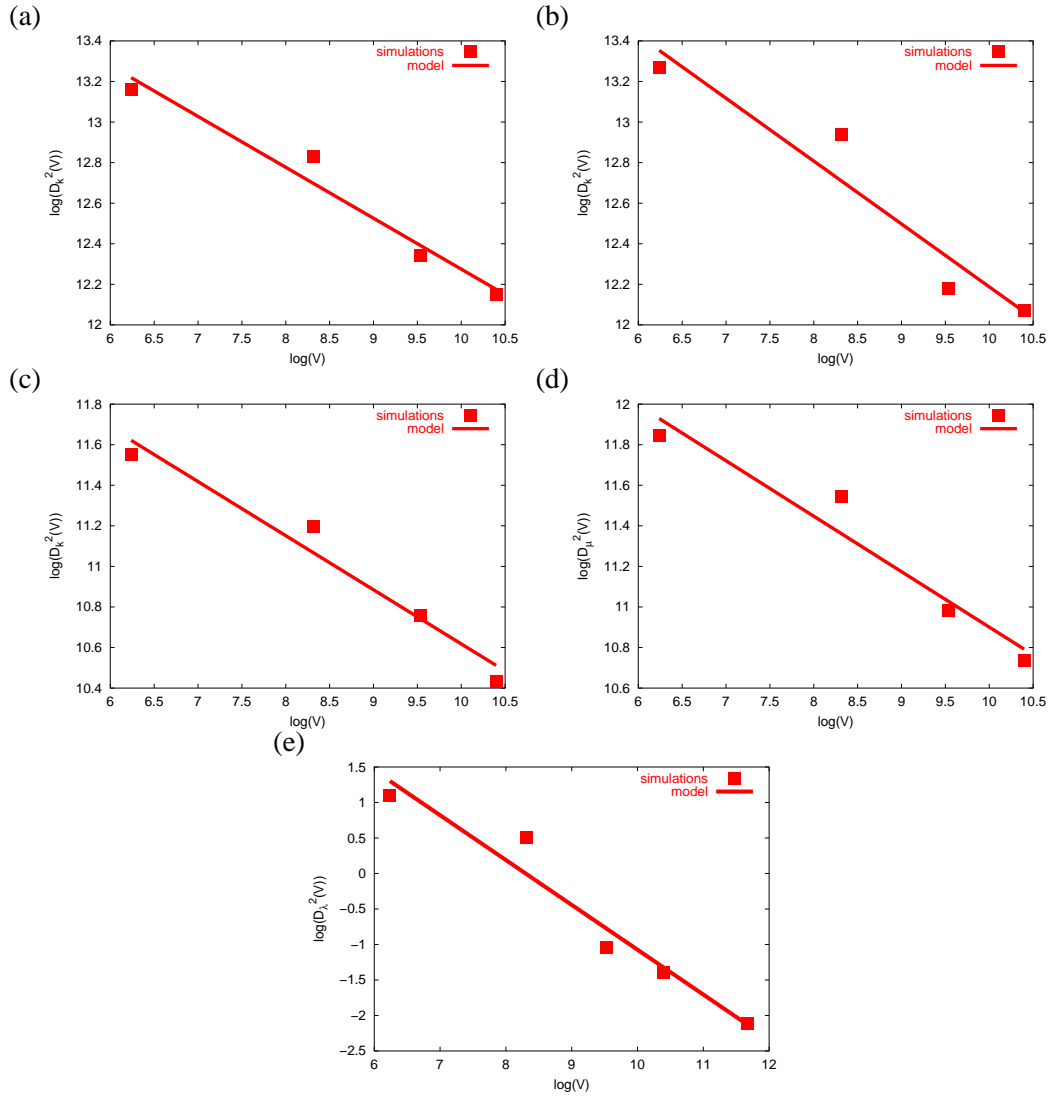 (a)
log(D_k^2(V))
13.4
13.2
13
12.8
12.6
12.4
12.2
12
6 6.5 7 7.5 8 8.5 9 9.5 10 10.5
log(V)
simulations
model
(b)
log(D_k^2(V))
13.4
13.2
13
12.8
12.6
12.4
12.2
12
6 6.5 7 7.5 8 8.5 9 9.5 10 10.5
log(V)
simulations
model
(c)
log(D_k^2(V))
11.8
11.6
11.4
11.2
11
10.8
10.6
10.4
6 6.5 7 7.5 8 8.5 9 9.5 10 10.5
log(V)
simulations
model
(d)
log(D_μ^2(V))
12
11.8
11.6
11.4
11.2
11
10.8
10.6
6 6.5 7 7.5 8 8.5 9 9.5 10 10.5
log(V)
simulations
model
(e)
log(D_λ^2(V))
1.5
1
0.5
0
−0.5
−1
−1.5
−2
−2.5
6 7 8 9 10 11 12
log(V)
simulations
model